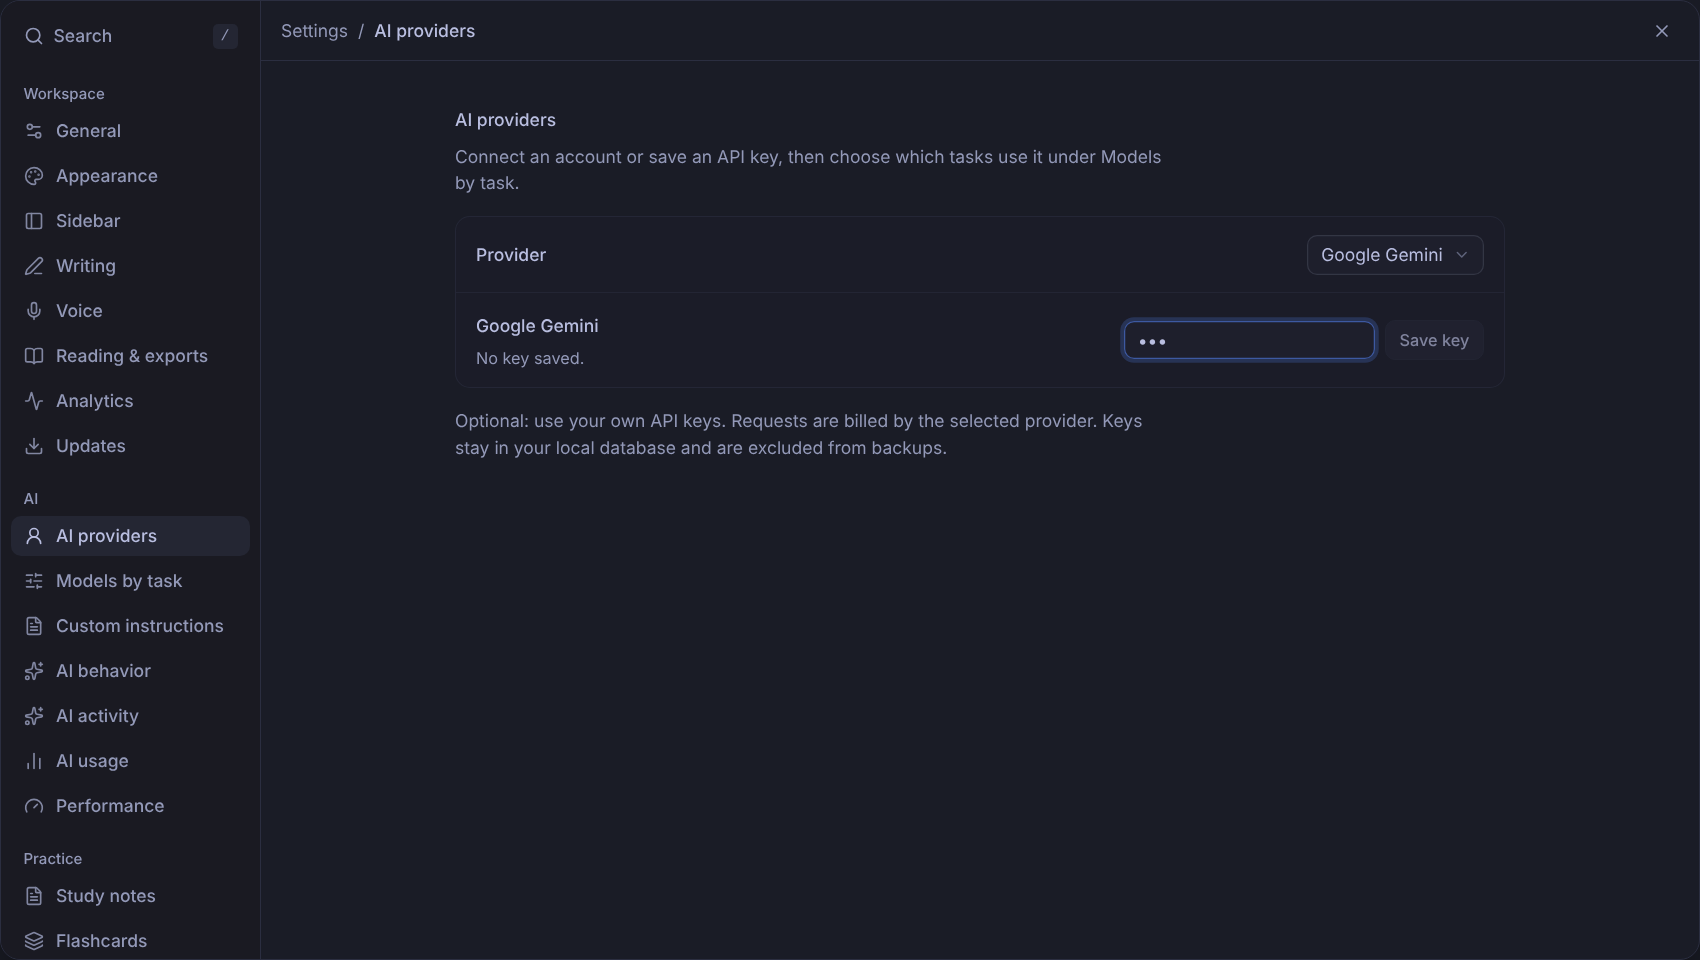 Search
/
Workspace
General
Appearance
Sidebar
Writing
Voice
Reading & exports
Analytics
Updates
AI
AI providers
Models by task
Custom instructions
AI behavior
AI activity
AI usage
Performance
Practice
Study notes
Flashcards
Settings / AI providers
AI providers
Connect an account or save an API key, then choose which tasks use it under Models
by task.
Provider
Google Gemini
Google Gemini
No key saved.
•••
Save key
Optional: use your own API keys. Requests are billed by the selected provider. Keys
stay in your local database and are excluded from backups.